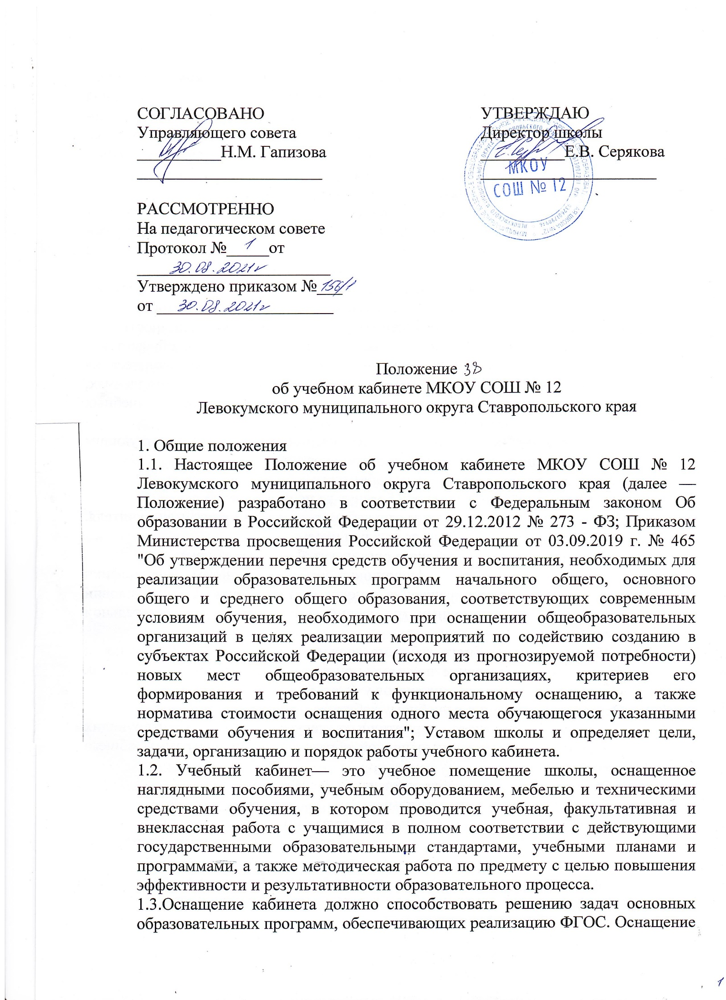 СОГЛАСОВАНО
Управляющего совета
__________Н.М. Гапизова
УТВЕРЖДАЮ
Директор школы
__________Е.В. Серякова
МКОУ
СОШ № 12
РАССМОТРЕННО
На педагогическом совете
Протокол № 1 от
30.08.2021г
Утверждено приказом № 156/1
от 30.08.2021г
Положение 38
об учебном кабинете МКОУ СОШ № 12
Левокумского муниципального округа Ставропольского края
1. Общие положения
1.1. Настоящее Положение об учебном кабинете МКОУ СОШ № 12
Левокумского муниципального округа Ставропольского края (далее —
Положение) разработано в соответствии с Федеральным законом Об
образовании в Российской Федерации от 29.12.2012 № 273 - ФЗ; Приказом
Министерства просвещения Российской Федерации от 03.09.2019 г. № 465
"Об утверждении перечня средств обучения и воспитания, необходимых для
реализации образовательных программ начального общего, основного
общего и среднего общего образования, соответствующих современным
условиям обучения, необходимого при оснащении общеобразовательных
организаций в целях реализации мероприятий по содействию созданию в
субъектах Российской Федерации (исходя из прогнозируемой потребности)
новых мест общеобразовательных организациях, критериев его
формирования и требований к функциональному оснащению, а также
норматива стоимости оснащения одного места обучающегося указанными
средствами обучения и воспитания"; Уставом школы и определяет цели,
задачи, организацию и порядок работы учебного кабинета.
1.2. Учебный кабинет— это учебное помещение школы, оснащенное
наглядными пособиями, учебным оборудованием, мебелью и техническими
средствами обучения, в котором проводится учебная, факультативная и
внеклассная работа с учащимися в полном соответствии с действующими
государственными образовательными стандартами, учебными планами и
программами, а также методическая работа по предмету с целью повышения
эффективности и результативности образовательного процесса.
1.3.Оснащение кабинета должно способствовать решению задач основных
образовательных программ, обеспечивающих реализацию ФГОС. Оснащение
1